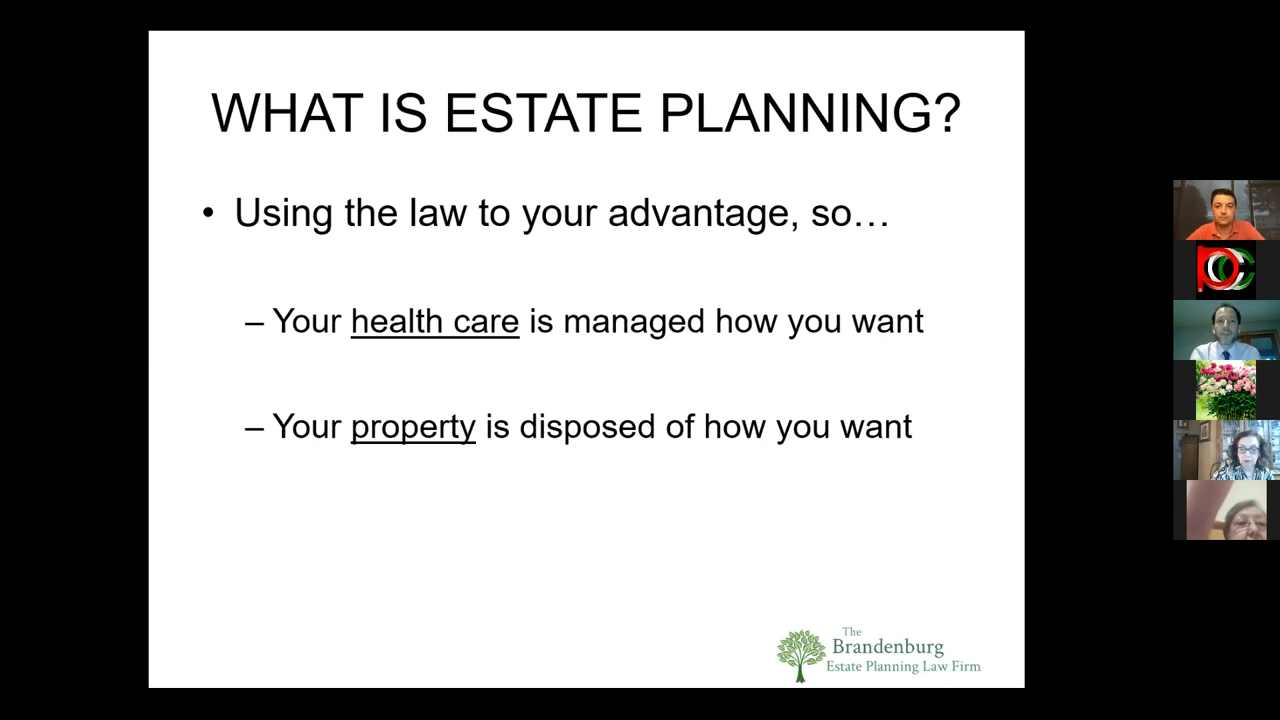 WHAT IS ESTATE PLANNING?
• Using the law to your advantage, so…
– Your health care is managed how you want
– Your property is disposed of how you want
The
Brandenburg
Estate Planning Law Firm